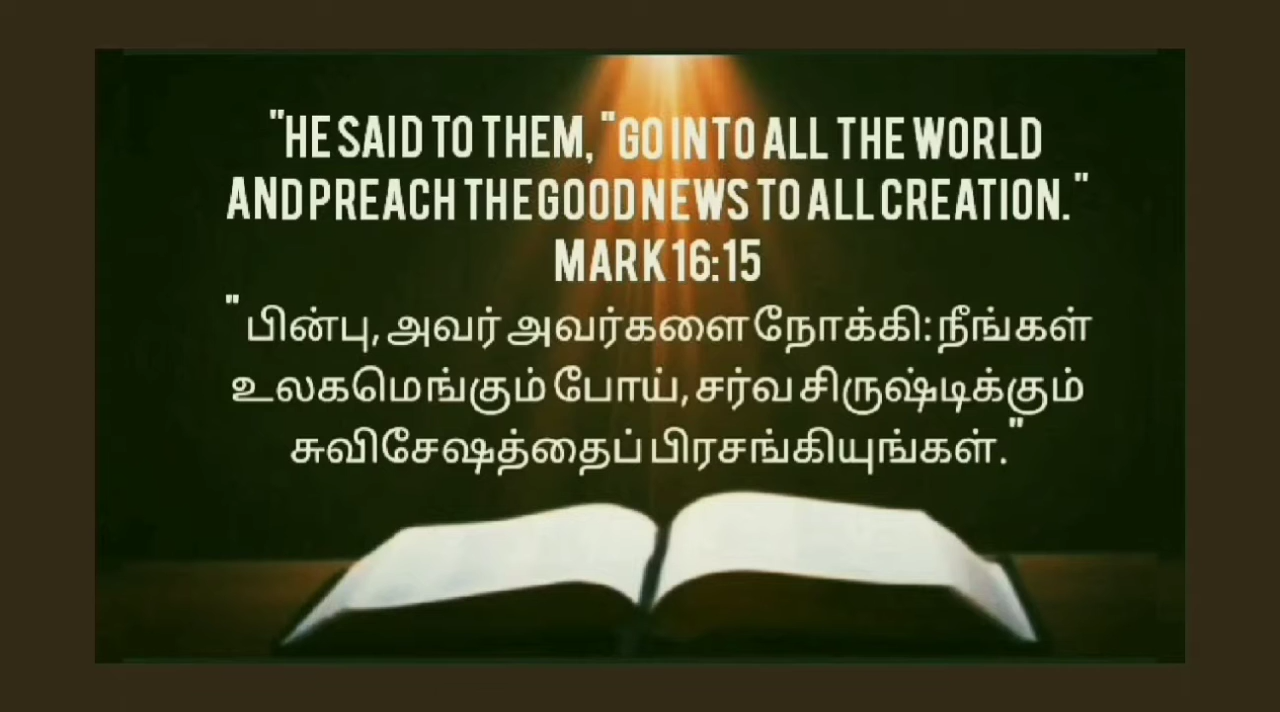 "HE SAID TO THEM, "GO INTO ALL THE WORLD
AND PREACH THE GOOD NEWS TO ALL CREATION."
MARK 16:15
" பின்பு, அவர் அவர்களை நோக்கி: நீங்கள்
உலகமெங்கும் போய், சர்வ சிருஷ்டிக்கும்
சுவிசேஷத்தைப் பிரசங்கியுங்கள்."